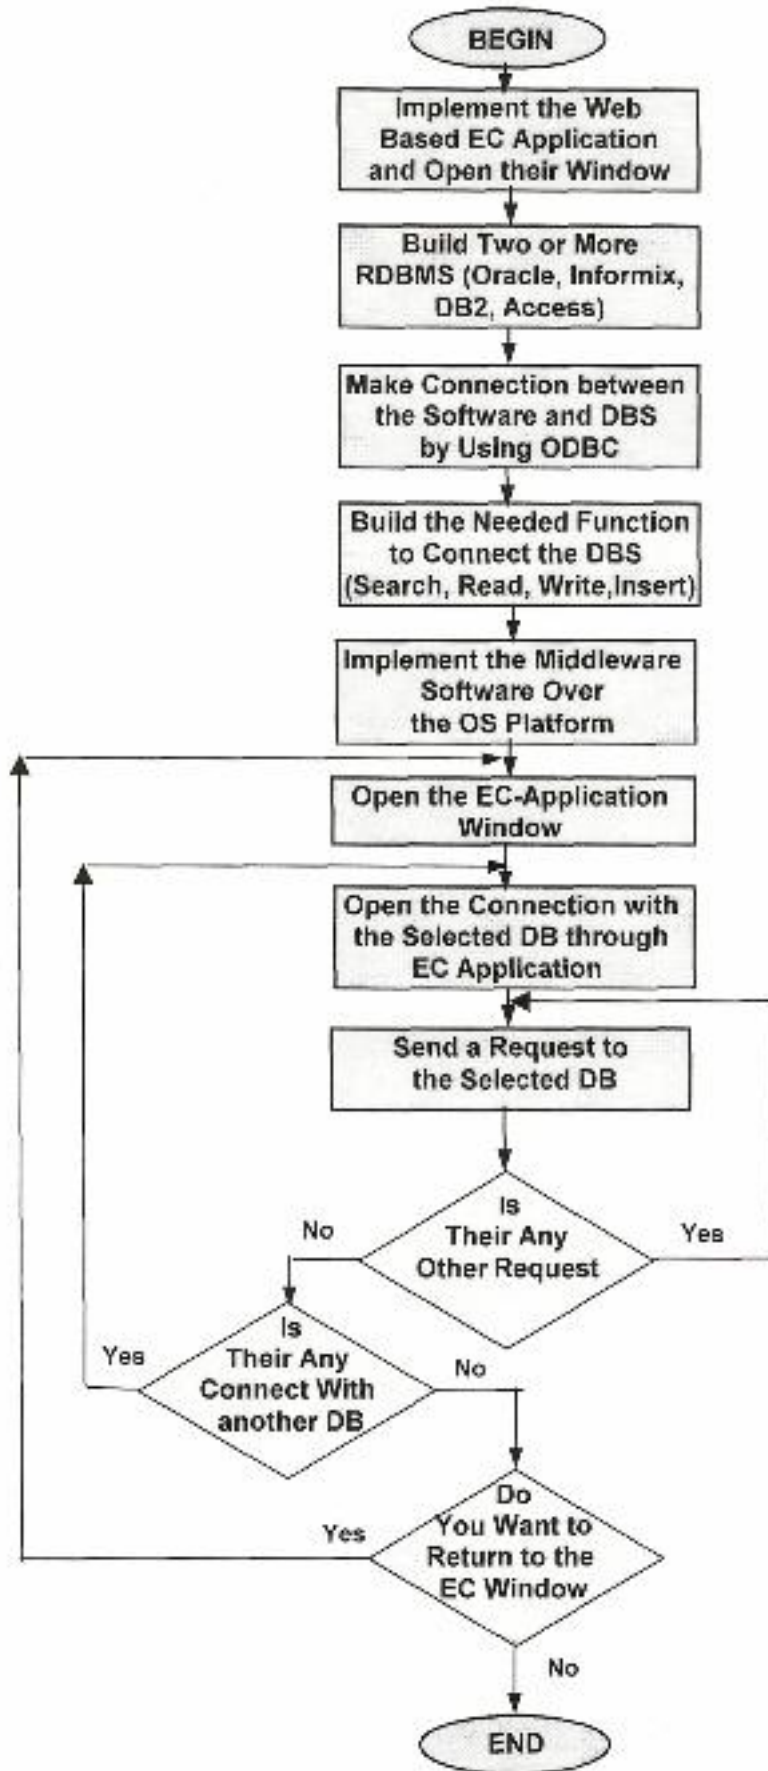 BEGIN
Implement the Web
Based EC Application
and Open their Window
Build Two or More
RDBMS (Oracle, Informix,
DB2, Access)
Make Connection between
the Software and DBS
by Using ODBC
Build the Needed Function
to Connect the DBS
(Search, Read, Write,Insert)
Implement the Middleware
Software Over
the OS Platform
Open the EC-Application
Window
Open the Connection with
the Selected DB through
EC Application
Send a Request to
the Selected DB
Is
Their Any
Other Request
No
Yes
Is
Their Any
Connect With
another DB
Yes
No
Do
You Want to
Return to the
EC Window
Yes
No
END